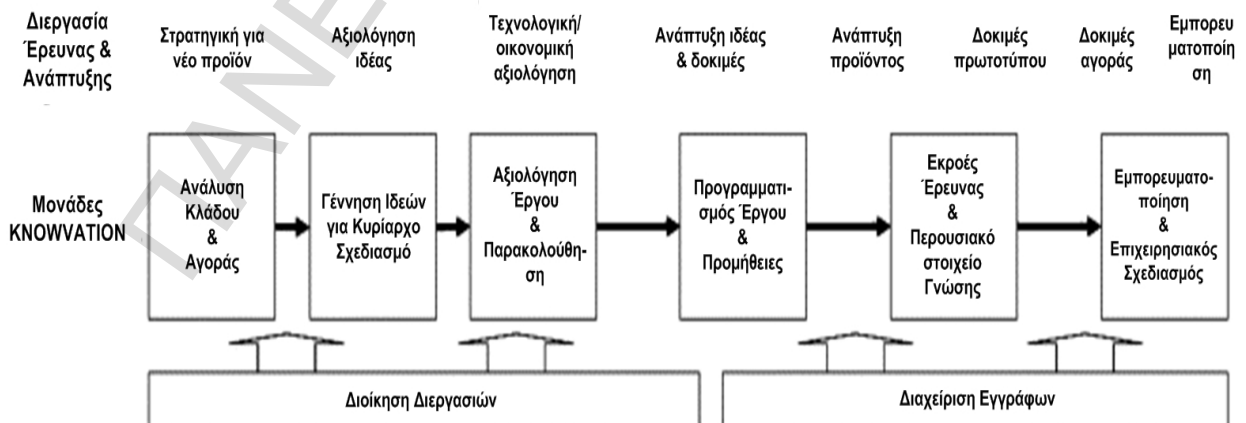 Διεργασία
Έρευνας &
Ανάπτυξης
Στρατηγική για
νέο προϊόν
Αξιολόγηση
ιδέας
Τεχνολογική/
οικονομική
αξιολόγηση
Ανάπτυξη ιδέας
& δοκιμές
Ανάπτυξη
προϊόντος
Δοκιμές
πρωτοτύπου
Δοκιμές
αγοράς
Εμπορευ
ματοποίη
ση
Μονάδες
KNOWVATION
Ανάλυση
Κλάδου
&
Αγοράς
Γέννηση Ιδεών
για Κυρίαρχο
Σχεδιασμό
Αξιολόγηση
Έργου
&
Παρακολούθη-
ση
Προγραμματι-
σμός Έργου
&
Προμήθειες
Εκροές
Έρευνας
&
Περουσιακό
στοιχείο
Γνώσης
Εμπορευματο-
ποίηση
&
Επιχειρησιακός
Σχεδιασμός
Διοίκηση Διεργασιών
Διαχείριση Εγγράφων
ΠΑΝΕ